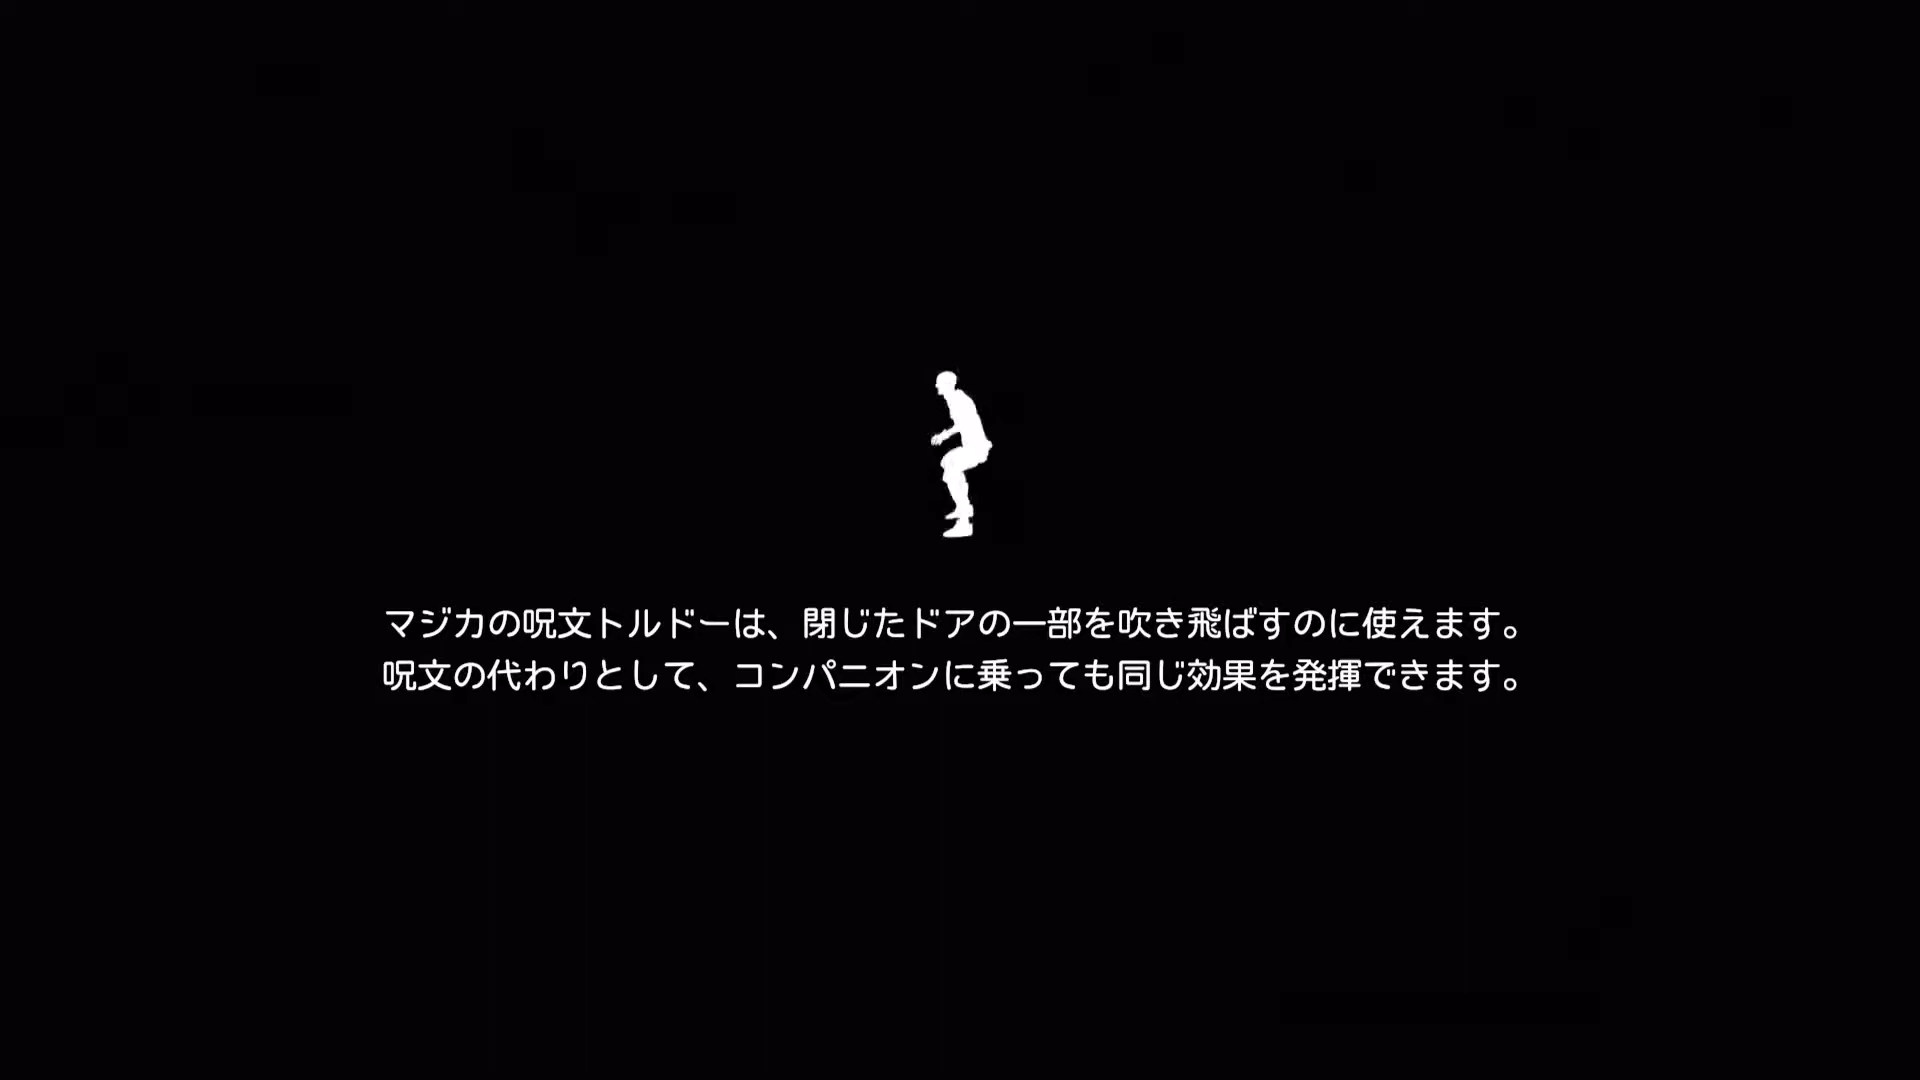 マジカの呪文トルドーは、閉じたドアの一部を吹き飛ばすのに使えます。
呪文の代わりとして、コンパニオンに乗っても同じ効果を発揮できます。